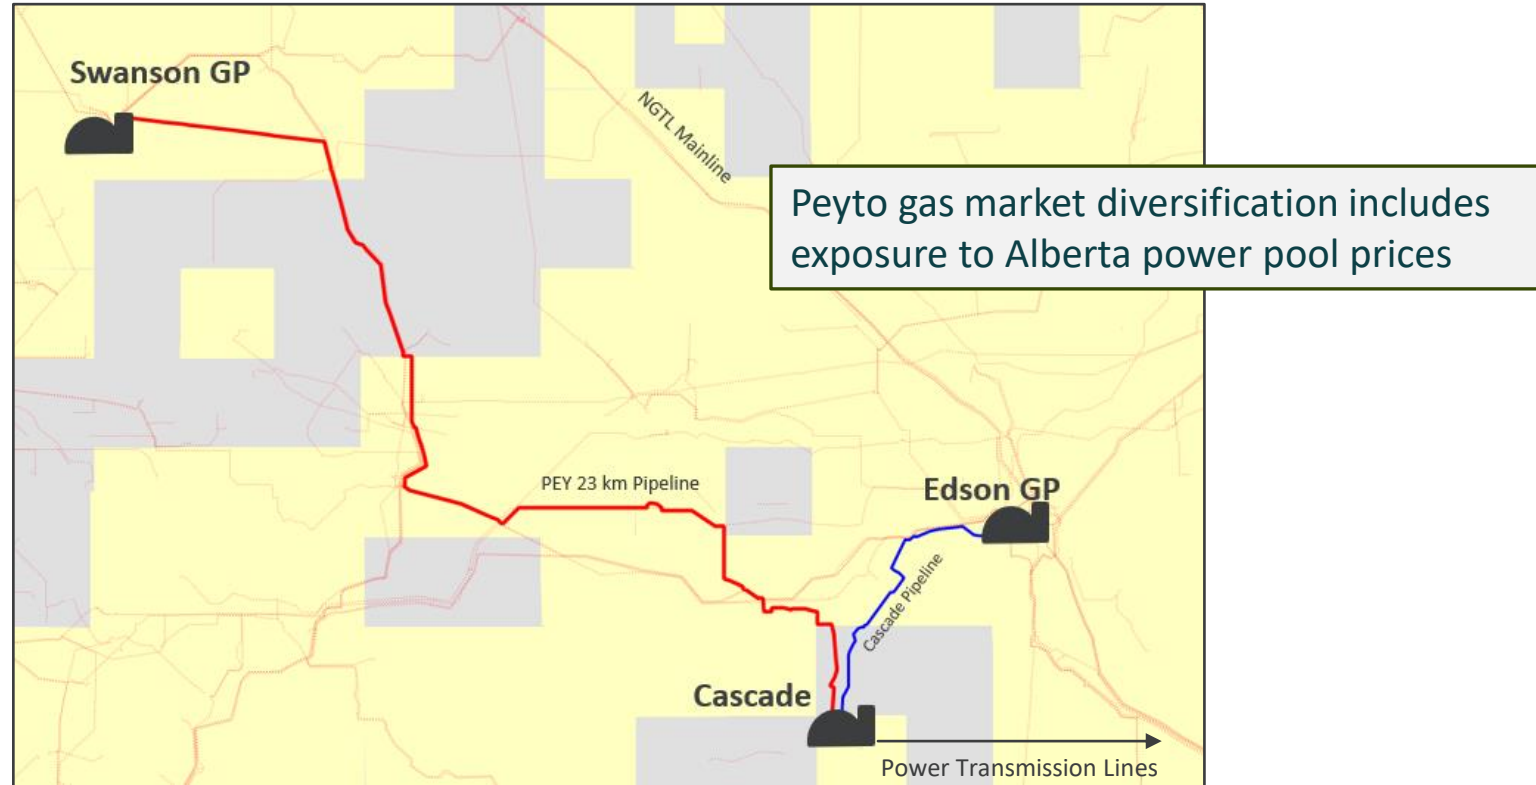 Swanson GP
NGTL Mainline
Peyto gas market diversification includes
exposure to Alberta power pool prices
PEY 23 km Pipeline
Edson GP
Cascade Pipeline
Cascade
Power Transmission Lines